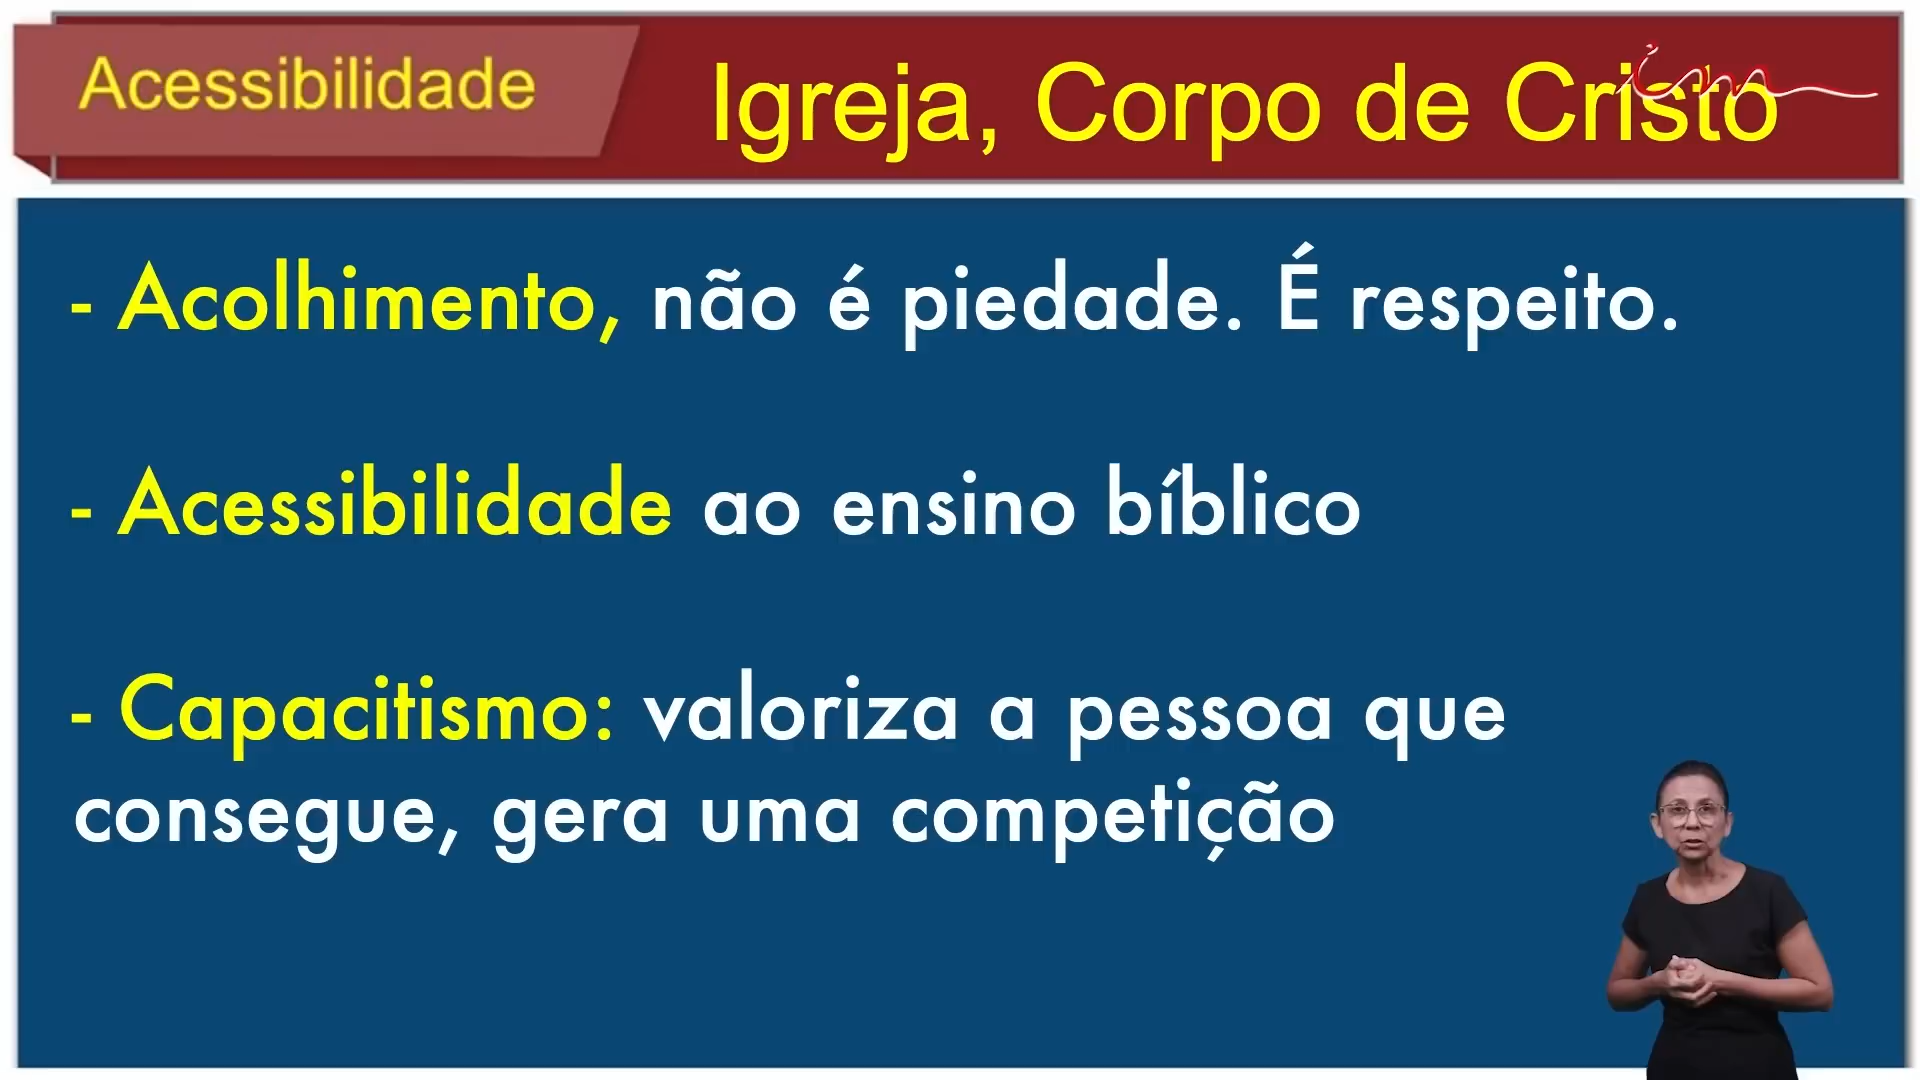 Acessibilidade
Igreja, Corpo de Cristo
im
- Acolhimento, não é piedade. É respeito.
- Acessibilidade ao ensino bíblico
- Capacitismo: valoriza a pessoa que
consegue, gera uma competição